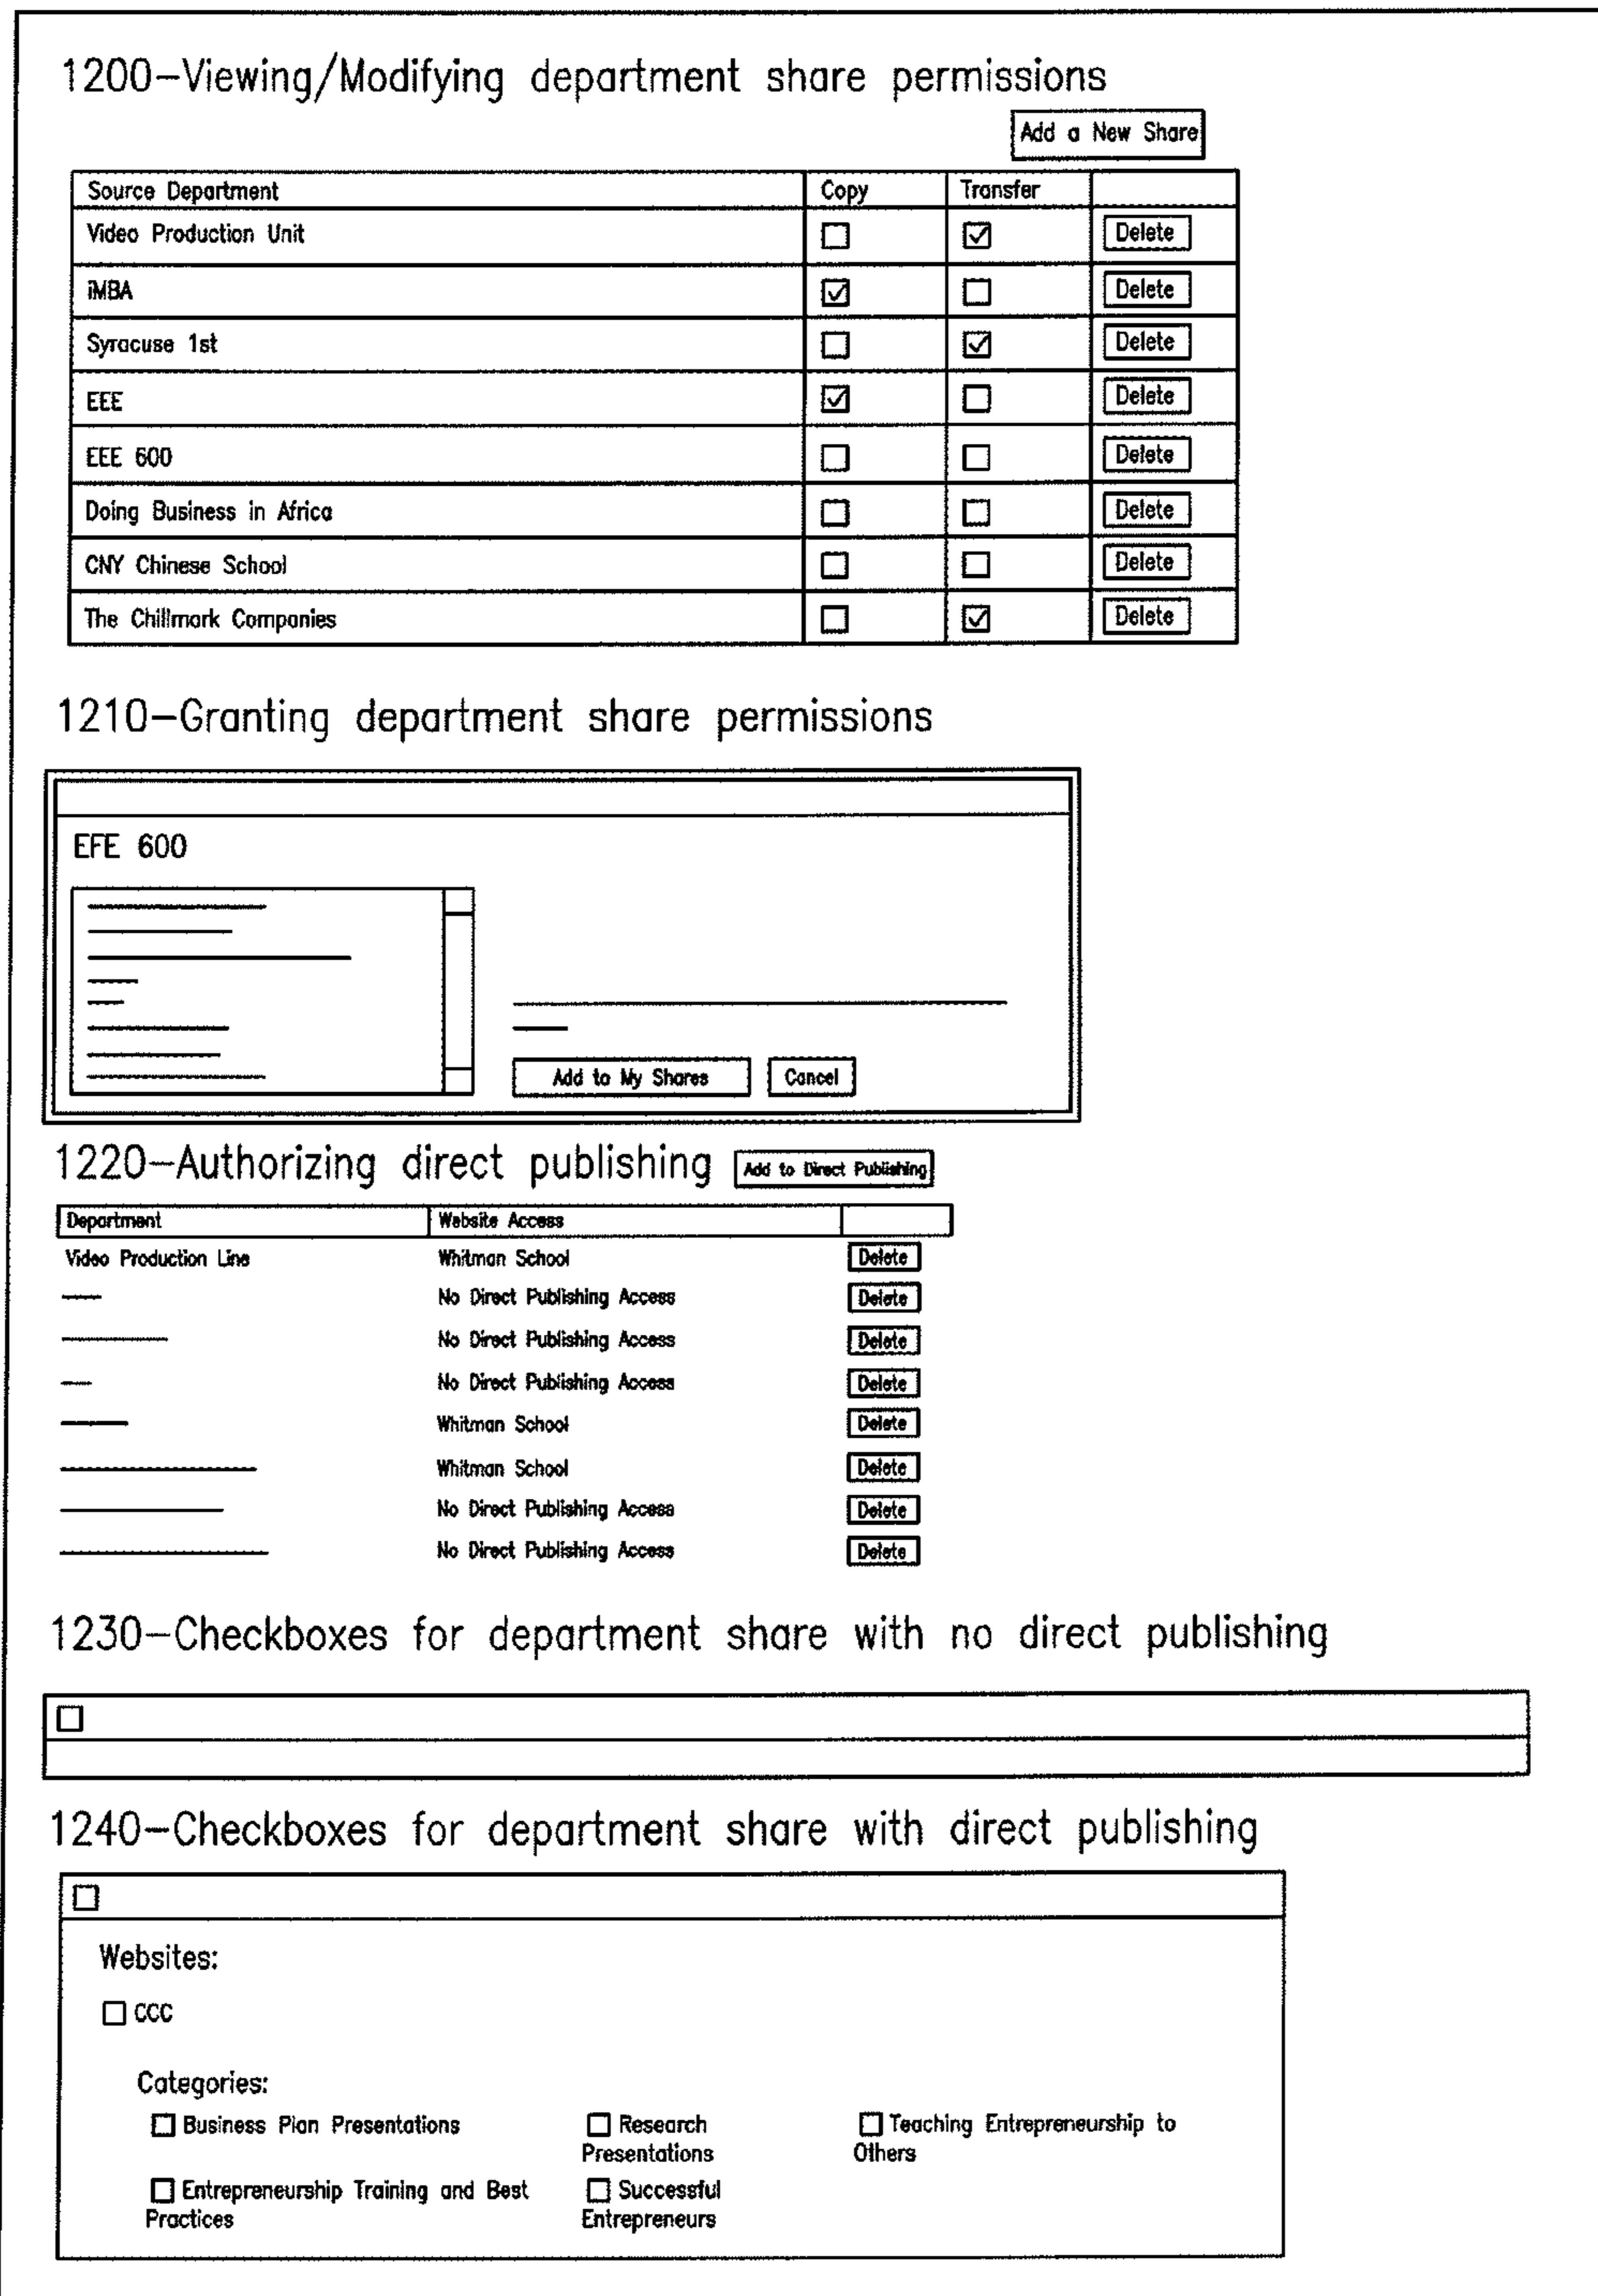 1200-Viewing/Modifying department share permissions
Add a New Share
Source Department Copy Transfer
Video Production Unit Delete
iMBA Delete
Syracuse 1st Delete
EEE Delete
EEE 600 Delete
Doing Business in Africa Delete
CNY Chinese School Delete
The Chillmark Companies Delete
1210-Granting department share permissions
EFE 600
Add to My Shares Cancel
1220-Authorizing direct publishing Add to Direct Publishing
Department Website Access
Video Production Line Whitman School Delete
No Direct Publishing Access Delete
No Direct Publishing Access Delete
No Direct Publishing Access Delete
Whitman School Delete
Whitman School Delete
No Direct Publishing Access Delete
No Direct Publishing Access Delete
1230-Checkboxes for department share with no direct publishing
1240-Checkboxes for department share with direct publishing
Websites:
CCC
Categories:
Business Plan Presentations Research Teaching Entrepreneurship to
Presentations Others
Entrepreneurship Training and Best Successful
Practices Entrepreneurs